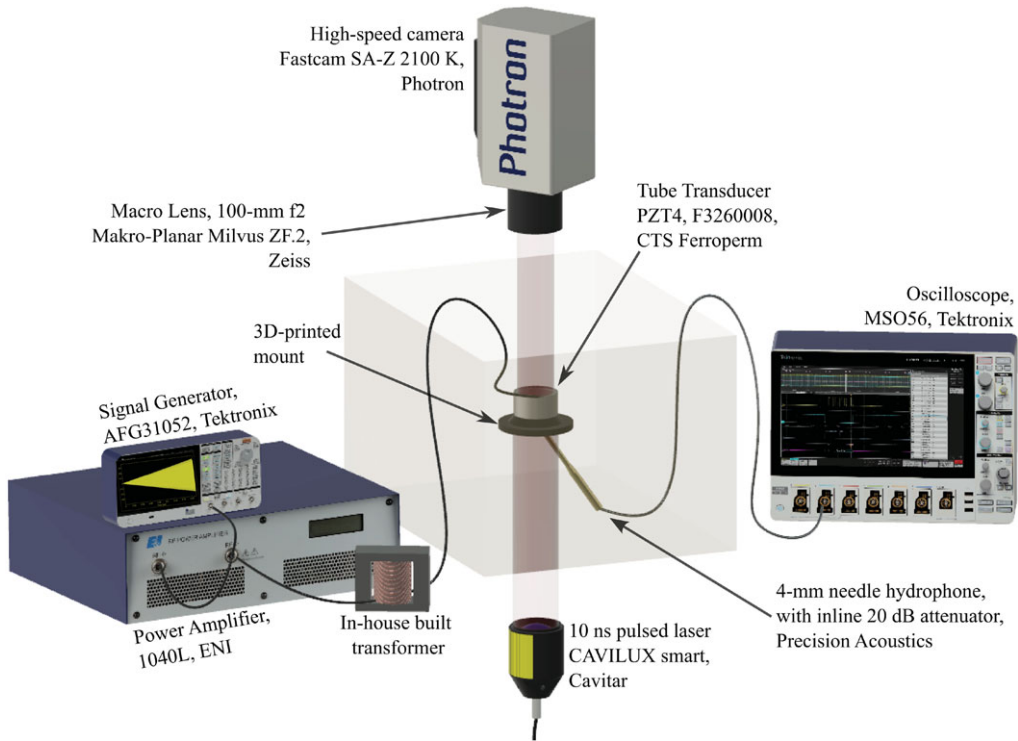 High-speed camera
Fastcam SA-Z 2100 K,
Photron
Photron
Macro Lens, 100-mm f2
Makro-Planar Milvus ZF.2,
Zeiss
Tube Transducer
PZT4, F3260008,
CTS Ferroperm
3D-printed
mount
Oscilloscope,
MSO56, Tektronix
Signal Generator,
AFG31052, Tektronix
RF POWER AMPLIFIER
Power Amplifier,
1040L, ENI
In-house built
transformer
10 ns pulsed laser
CAVILUX smart,
Cavitar
4-mm needle hydrophone,
with inline 20 dB attenuator,
Precision Acoustics